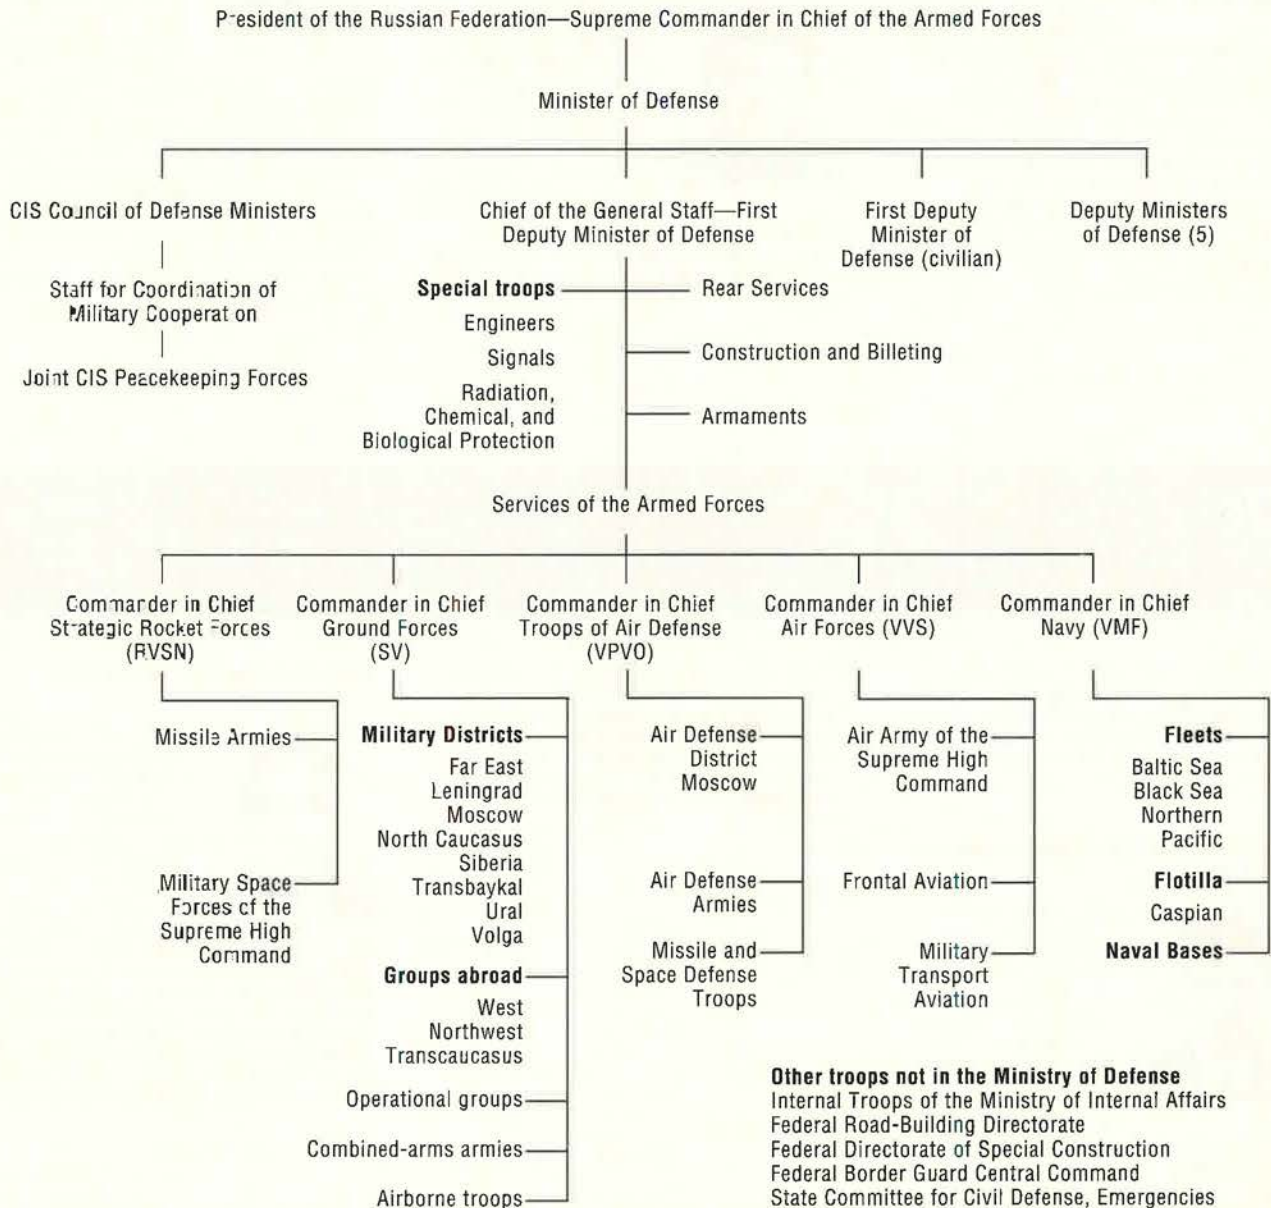 President of the Russian Federation—Supreme Commander in Chief of the Armed Forces
Minister of Defense
CIS Council of Defense Ministers
Staff for Coordination of
Military Cooperation
Joint CIS Peacekeeping Forces
Chief of the General Staff—First
Deputy Minister of Defense
First Deputy
Minister of
Defense (civilian)
Deputy Ministers
of Defense (5)
Special troops
Engineers
Signals
Radiation,
Chemical, and
Biological Protection
Rear Services
Construction and Billeting
Armaments
Services of the Armed Forces
Commander in Chief
Strategic Rocket Forces
(RVSN)
Missile Armies
Military Space
Forces of the
Supreme High
Command
Commander in Chief
Ground Forces
(SV)
Military Districts
Far East
Leningrad
Moscow
North Caucasus
Siberia
Transbaykal
Ural
Volga
Groups abroad
West
Northwest
Transcaucasus
Operational groups
Combined-arms armies
Airborne troops
Commander in Chief
Troops of Air Defense
(VPVO)
Air Defense
District
Moscow
Air Defense
Armies
Missile and
Space Defense
Troops
Commander in Chief
Air Forces (VVS)
Air Army of the
Supreme High
Command
Frontal Aviation
Military
Transport
Aviation
Commander in Chief
Navy (VMF)
Fleets
Baltic Sea
Black Sea
Northern
Pacific
Flotilla
Caspian
Naval Bases
Other troops not in the Ministry of Defense
Internal Troops of the Ministry of Internal Affairs
Federal Road-Building Directorate
Federal Directorate of Special Construction
Federal Border Guard Central Command
State Committee for Civil Defense, Emergencies